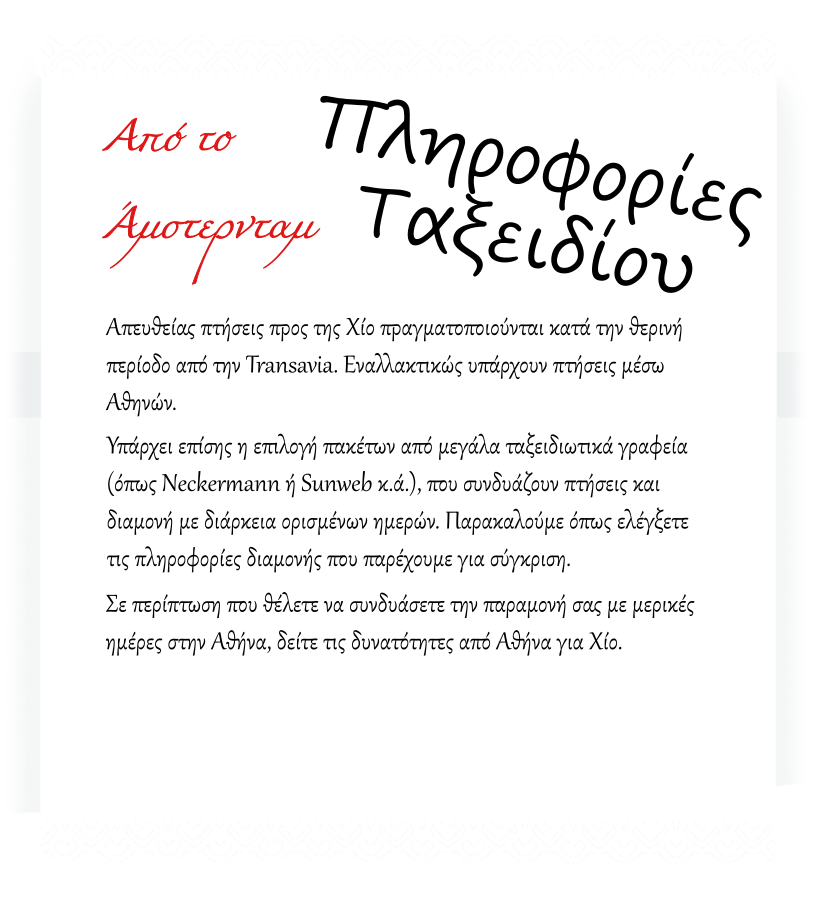 Από το
Άμστερνταμ
Πληροφορίες
Ταξειδίου
Απευθείας πτήσεις προς της Χίο πραγματοποιούνται κατά την θερινή
περίοδο από την Transavia. Εναλλακτικώς υπάρχουν πτήσεις μέσω
Αθηνών.
Υπάρχει επίσης η επιλογή πακέτων από μεγάλα ταξειδιωτικά γραφεία
(όπως Neckermann ή Sunweb κ.ά.), που συνδυάζουν πτήσεις και
διαμονή με διάρκεια ορισμένων ημερών. Παρακαλούμε όπως ελέγξετε
τις πληροφορίες διαμονής που παρέχουμε για σύγκριση.
Σε περίπτωση που θέλετε να συνδυάσετε την παραμονή σας με μερικές
ημέρες στην Αθήνα, δείτε τις δυνατότητες από Αθήνα για Χίο.